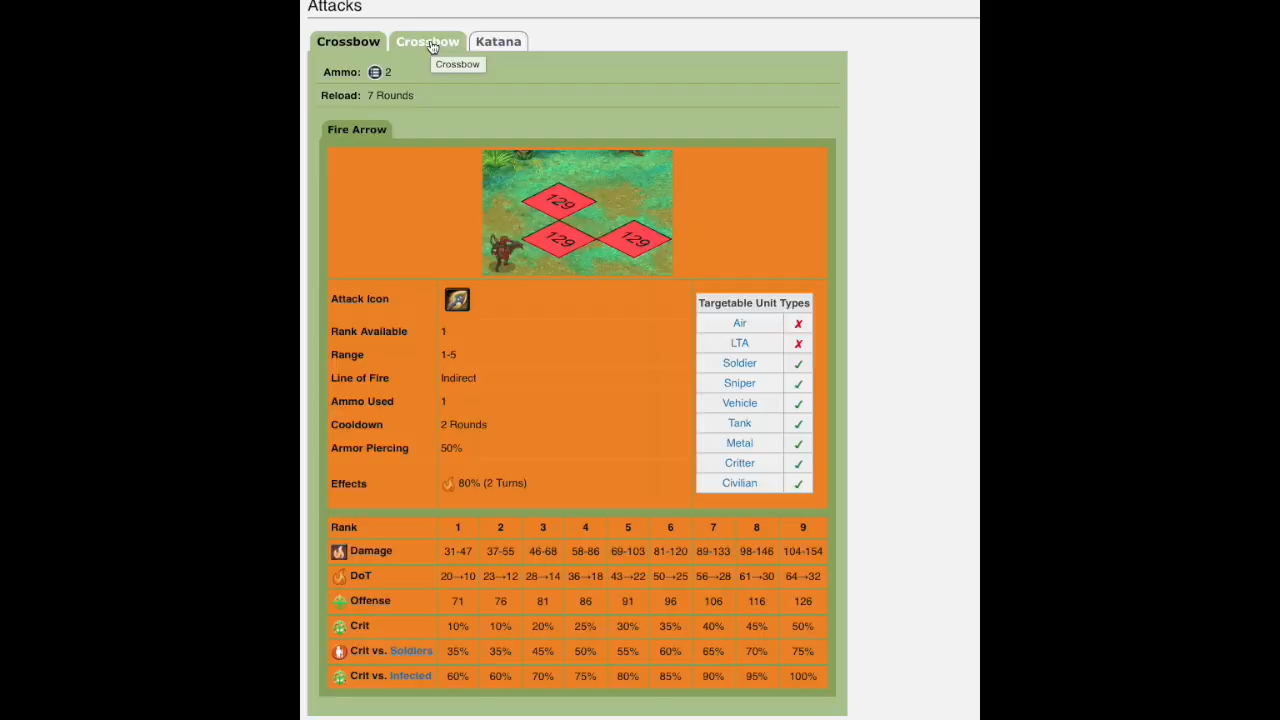 Attacks
Crossbow Crossbow Katana
Crossbow
Ammo: 2
Reload: 7 Rounds
Fire Arrow
129
129 129
Attack Icon
Rank Available 1
Range 1-5
Line of Fire Indirect
Ammo Used 1
Cooldown 2 Rounds
Armor Piercing 50%
Effects 80% (2 Turns)
Targetable Unit Types
Air ✗
LTA ✗
Soldier ✓
Sniper ✓
Vehicle ✓
Tank ✓
Metal ✓
Critter ✓
Civilian ✓
Rank 1 2 3 4 5 6 7 8 9
Damage 31-47 37-55 46-68 58-86 69-103 81-120 89-133 98-146 104-154
DoT 20→10 23→12 28→14 36→18 43→22 50→25 56→28 61→30 64→32
Offense 71 76 81 86 91 96 106 116 126
Crit 10% 10% 20% 25% 30% 35% 40% 45% 50%
Crit vs. Soldiers 35% 35% 45% 50% 55% 60% 65% 70% 75%
Crit vs. Infected 60% 60% 70% 75% 80% 85% 90% 95% 100%